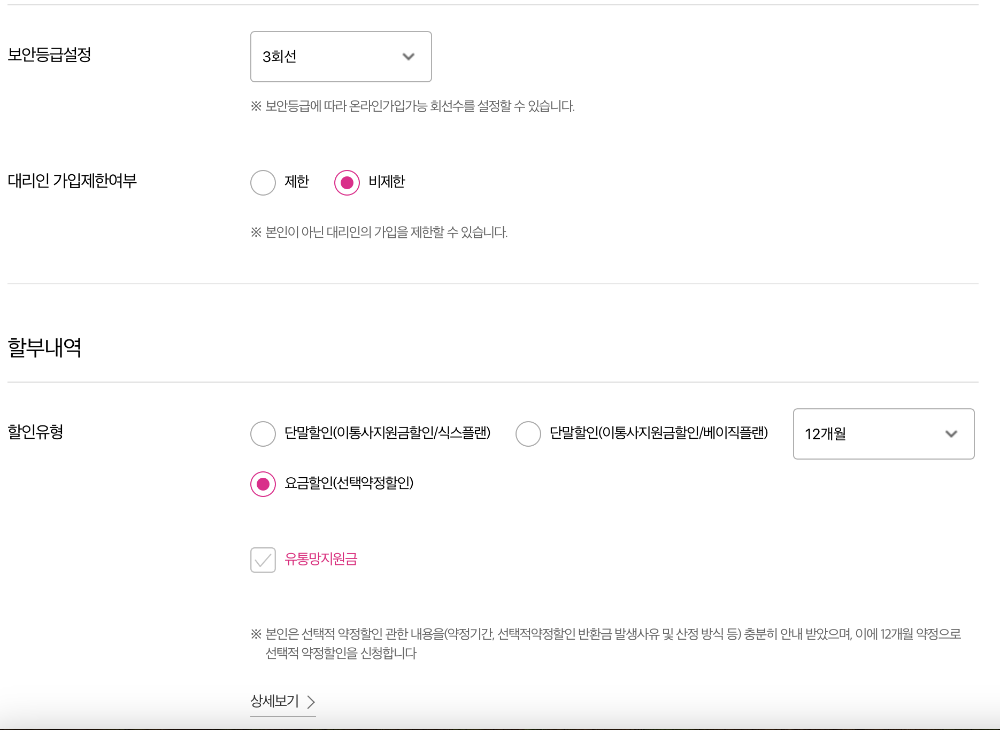 보안등급설정
3회선
※ 보안등급에 따라 온라인가입가능 회선수를 설정할 수 있습니다.
대리인 가입제한여부
제한
비제한
※ 본인이 아닌 대리인의 가입을 제한할 수 있습니다.
할부내역
할인유형
단말할인(이통사지원금할인/식스플랜)
단말할인(이통사지원금할인/베이직플랜)
12개월
요금할인(선택약정할인)
유통망지원금
※ 본인은 선택적 약정할인 관한 내용을(약정기간, 선택적약정할인 반환금 발생사유 및 산정 방식 등) 충분히 안내 받았으며, 이에 12개월 약정으로
선택적 약정할인을 신청합니다
상세보기